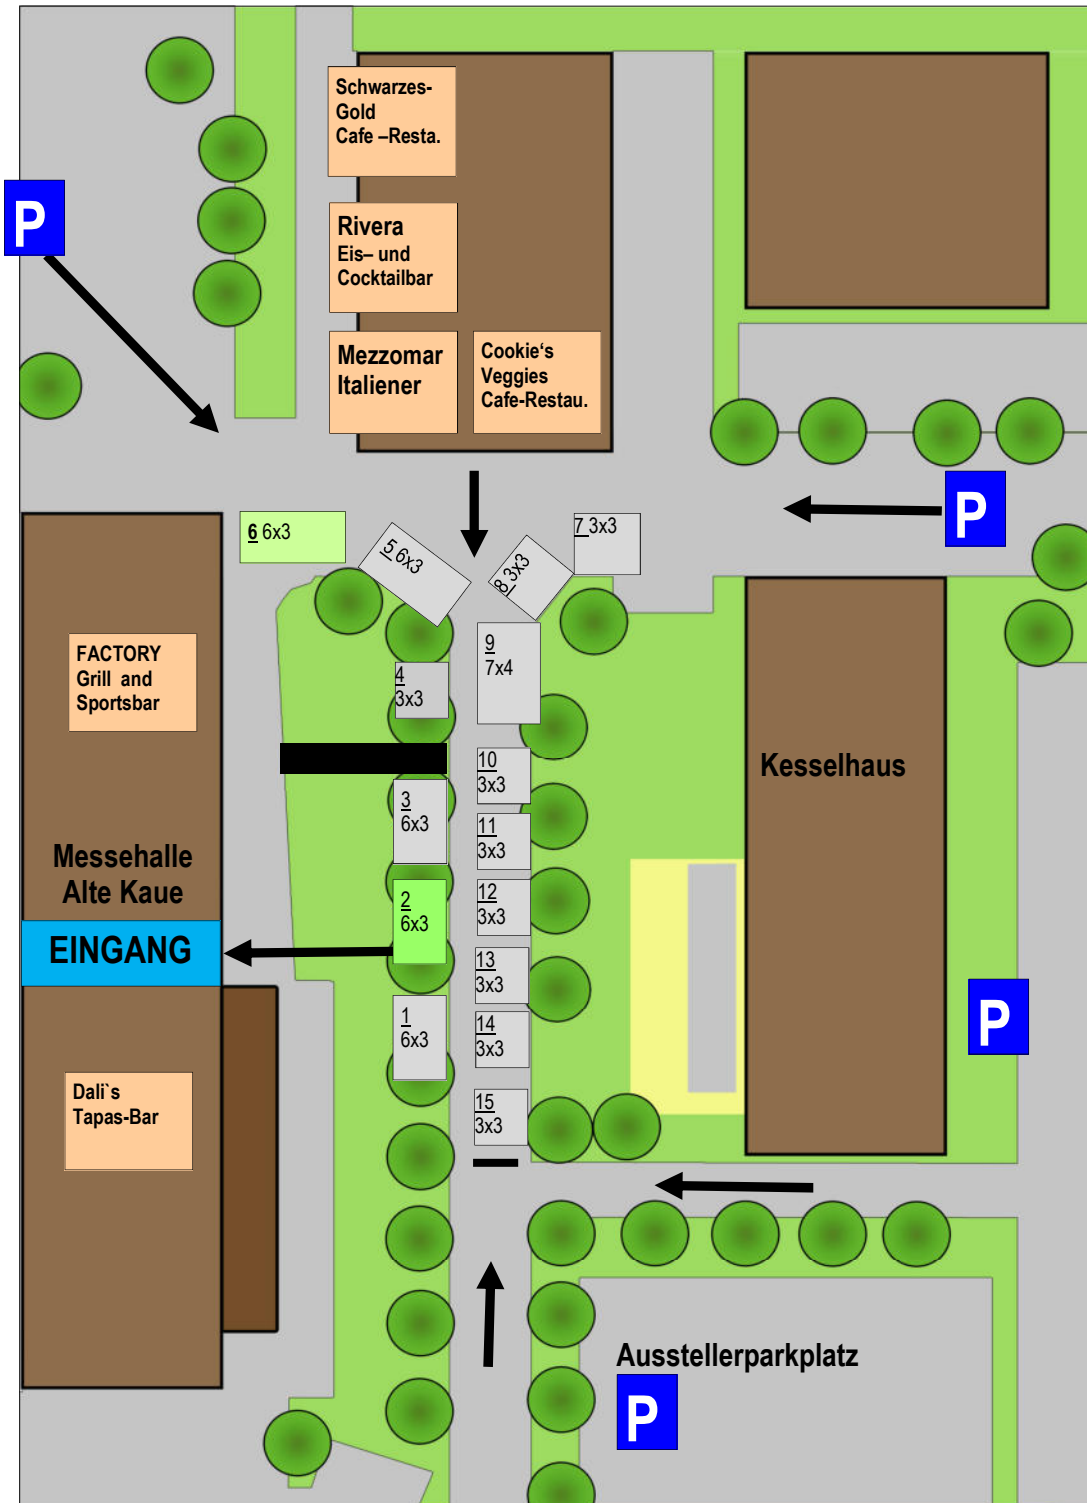 Schwarzes-
Gold
Cafe –Resta.
P
Rivera
Eis– und
Cocktailbar
Mezzomar
Italiener
Cookie‘s
Veggies
Cafe-Restau.
P
6 6x3
5 6x3
8 3x3
7 3x3
9
7x4
4
3x3
FACTORY
Grill and
Sportsbar
10
3x3
Kesselhaus
3
6x3
11
3x3
Messehalle
Alte Kaue
2
6x3
12
3x3
EINGANG
13
3x3
1
6x3
14
3x3
P
Dali`s
Tapas-Bar
15
3x3
Ausstellerparkplatz
P